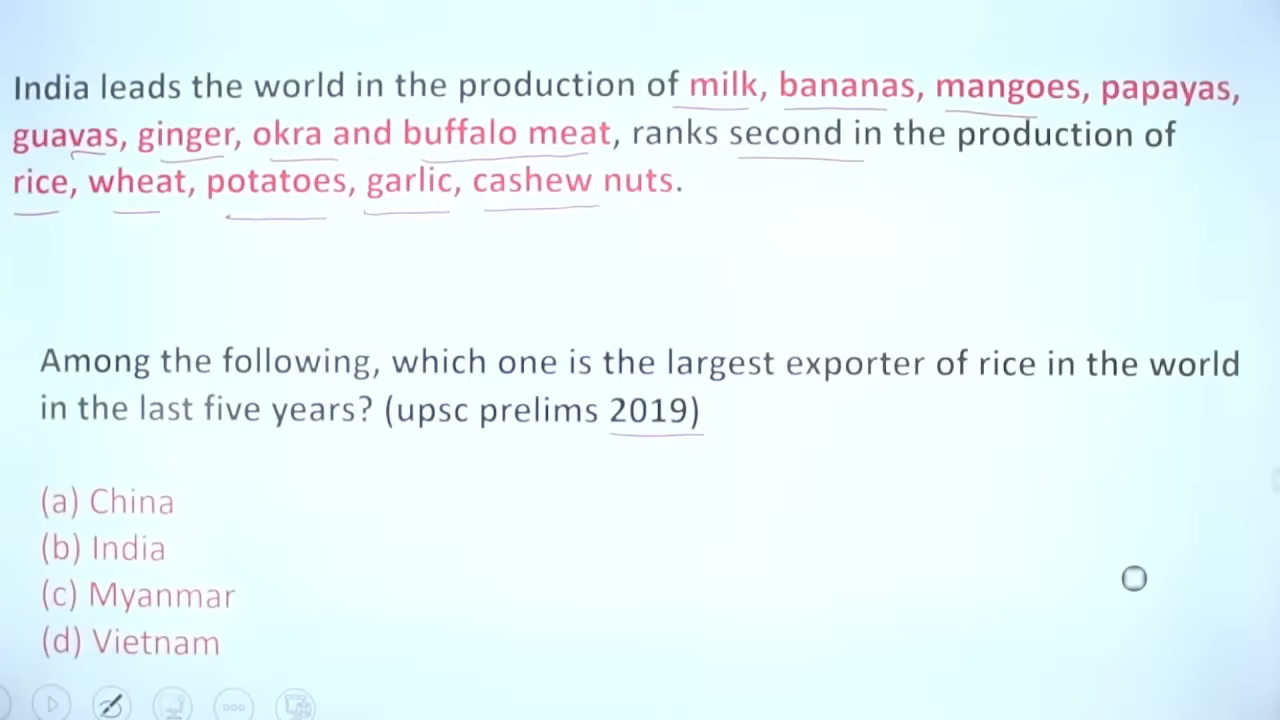 India leads the world in the production of milk, bananas, mangoes, papayas,
guavas, ginger, okra and buffalo meat, ranks second in the production of
rice, wheat, potatoes, garlic, cashew nuts.
Among the following, which one is the largest exporter of rice in the world
in the last five years? (upsc prelims 2019)
(a) China
(b) India
(c) Myanmar
(d) Vietnam